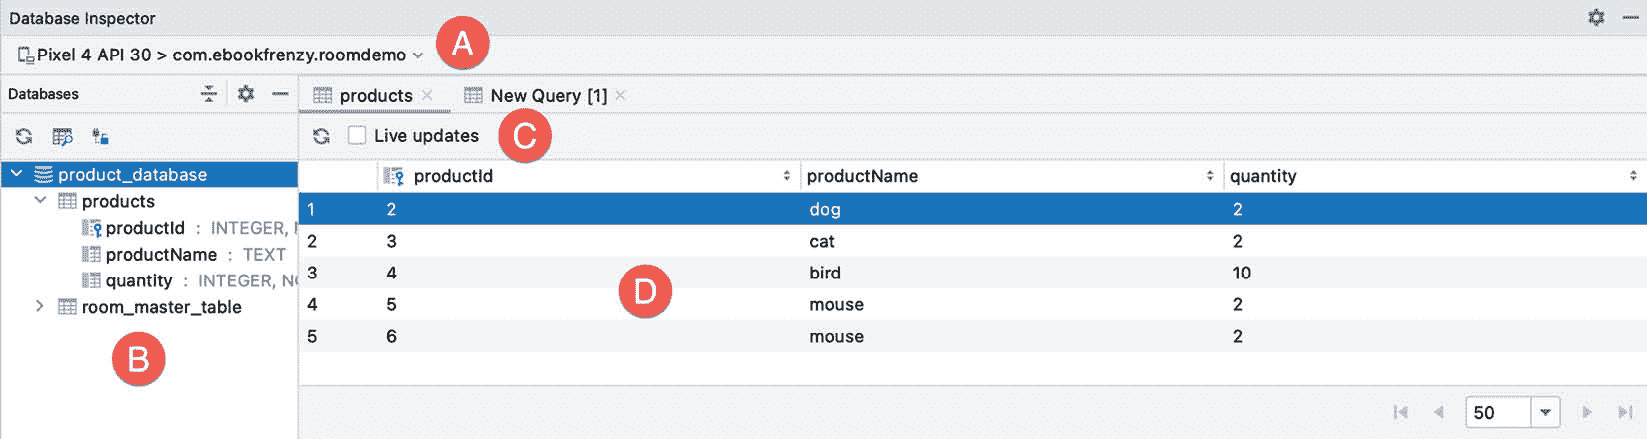 Database Inspector
Pixel 4 API 30 > com.ebookfrenzy.roomdemo
A
Databases
products
New Query [1]
Live updates
C
product_database
products
productId : INTEGER,
productName : TEXT
quantity : INTEGER,
room_master_table
B
productId productName quantity
1 2 dog 2
2 3 cat 2
3 4 bird 10
4 5 mouse 2
5 6 mouse 2
D
50